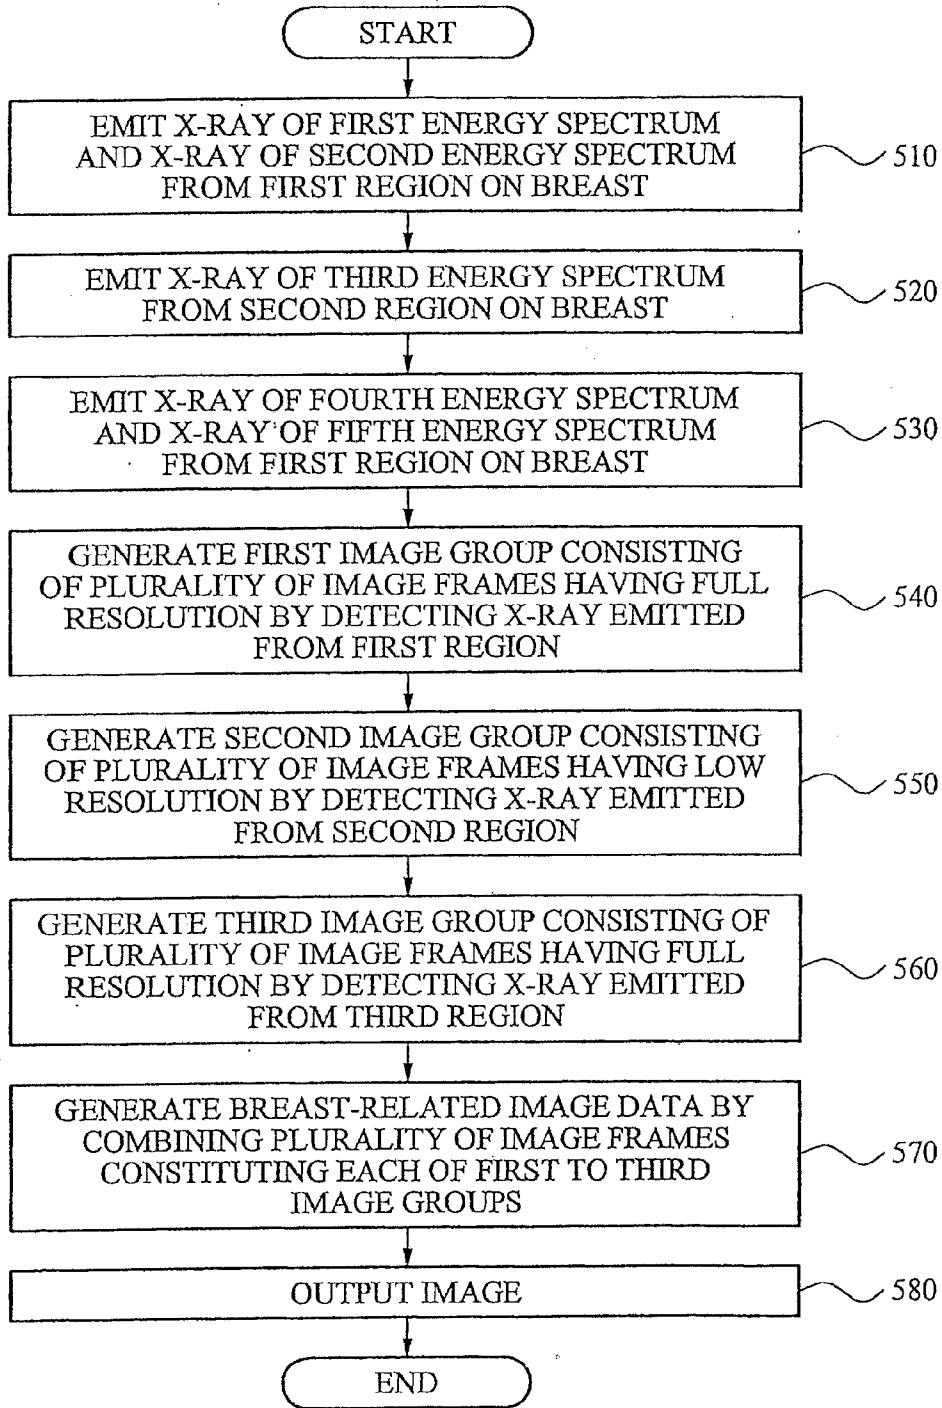 START
EMIT X-RAY OF FIRST ENERGY SPECTRUM
AND X-RAY OF SECOND ENERGY SPECTRUM
FROM FIRST REGION ON BREAST
510
EMIT X-RAY OF THIRD ENERGY SPECTRUM
FROM SECOND REGION ON BREAST
520
EMIT X-RAY OF FOURTH ENERGY SPECTRUM
AND X-RAY OF FIFTH ENERGY SPECTRUM
FROM FIRST REGION ON BREAST
530
GENERATE FIRST IMAGE GROUP CONSISTING
OF PLURALITY OF IMAGE FRAMES HAVING FULL
RESOLUTION BY DETECTING X-RAY EMITTED
FROM FIRST REGION
540
GENERATE SECOND IMAGE GROUP CONSISTING
OF PLURALITY OF IMAGE FRAMES HAVING LOW
RESOLUTION BY DETECTING X-RAY EMITTED
FROM SECOND REGION
550
GENERATE THIRD IMAGE GROUP CONSISTING OF
PLURALITY OF IMAGE FRAMES HAVING FULL
RESOLUTION BY DETECTING X-RAY EMITTED
FROM THIRD REGION
560
GENERATE BREAST-RELATED IMAGE DATA BY
COMBINING PLURALITY OF IMAGE FRAMES
CONSTITUTING EACH OF FIRST TO THIRD
IMAGE GROUPS
570
OUTPUT IMAGE
580
END